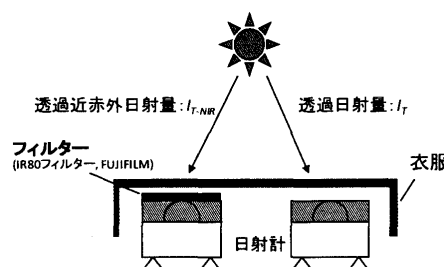 透過近赤外日射量:I_T-NIR
透過日射量:I_T
フィルター
(IR80フィルター, FUJIFILM)
衣服
日射計